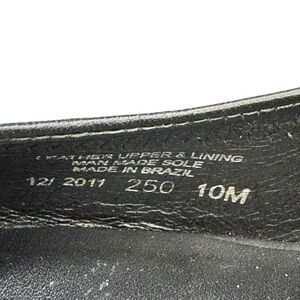 LEATHER UPPER & LINING
MAN MADE SOLE
MADE IN BRAZIL
12/ 2011 250 10M